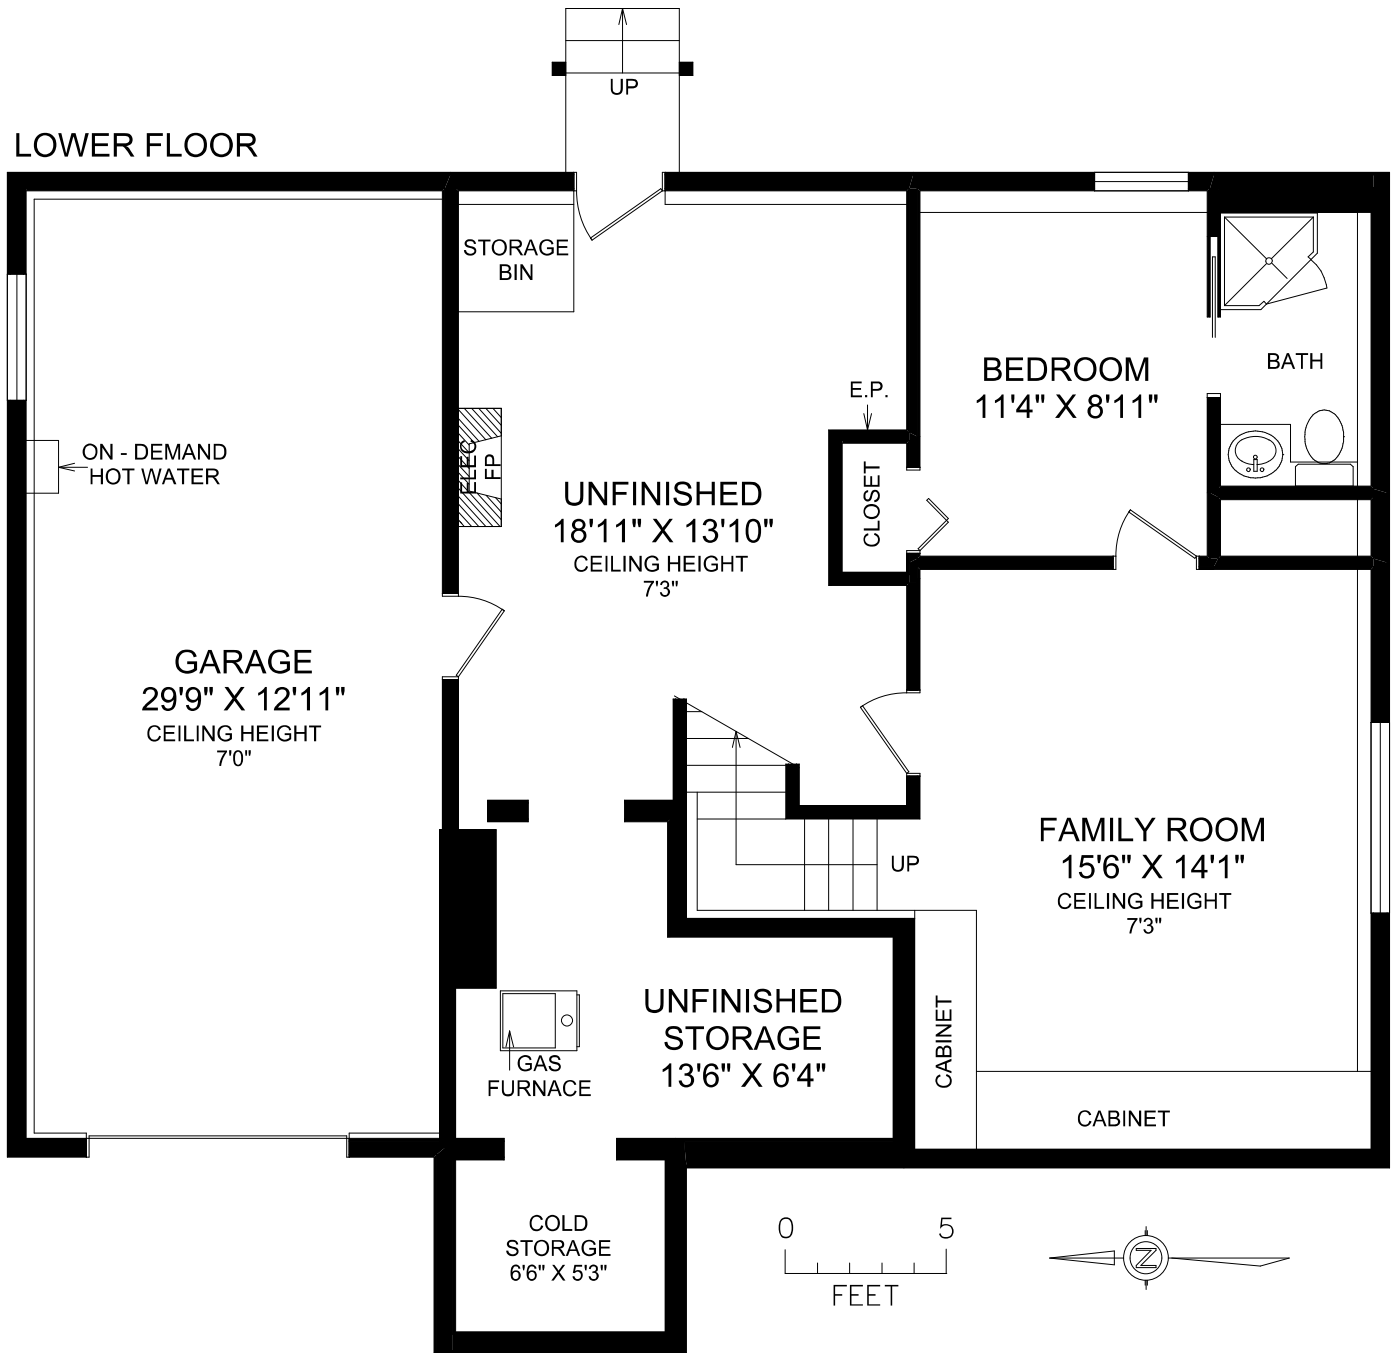 UP
LOWER FLOOR
STORAGE
BIN
BEDROOM
11'4" X 8'11"
BATH
E.P.
ON - DEMAND
HOT WATER
ELEC
FP
CLOSET
UNFINISHED
18'11" X 13'10"
CEILING HEIGHT
7'3"
GARAGE
29'9" X 12'11"
CEILING HEIGHT
7'0"
FAMILY ROOM
15'6" X 14'1"
CEILING HEIGHT
7'3"
UP
UNFINISHED
STORAGE
13'6" X 6'4"
GAS
FURNACE
CABINET
CABINET
COLD
STORAGE
6'6" X 5'3"
0 5
FEET
N